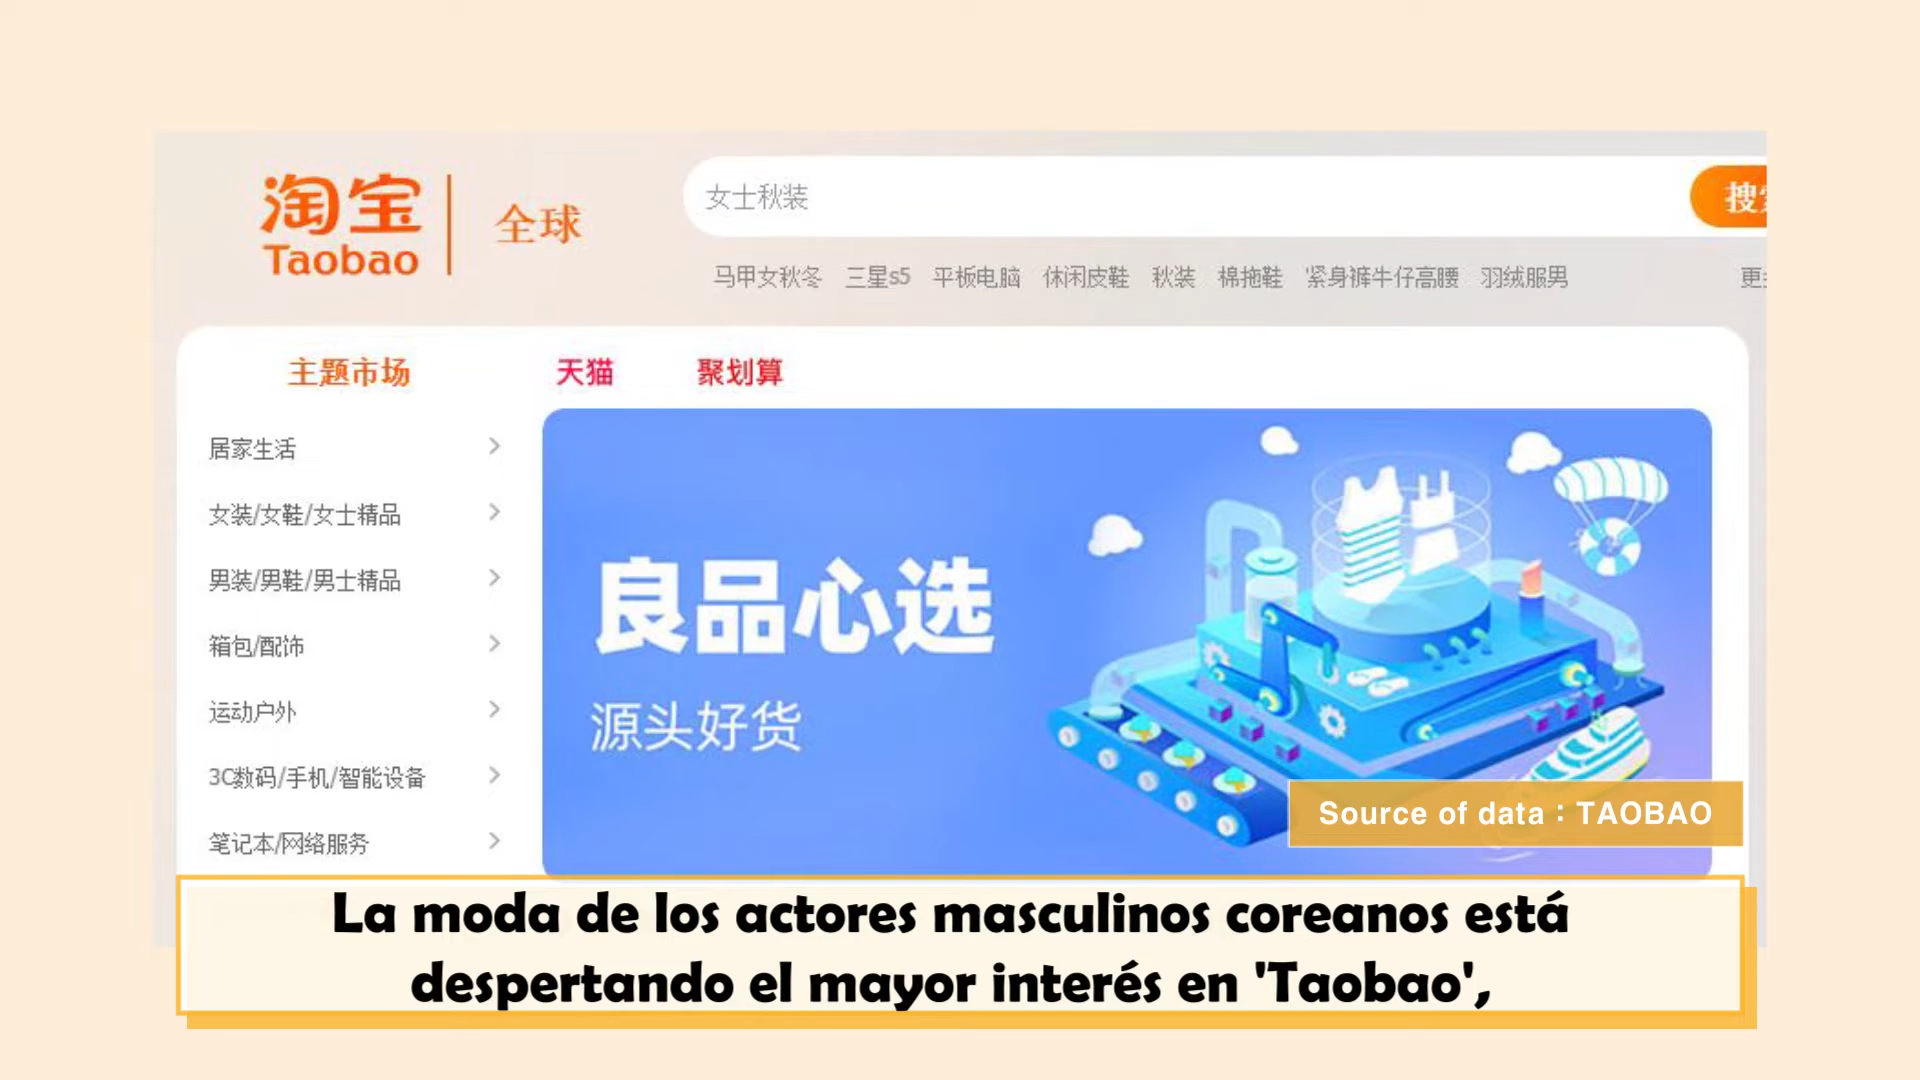 淘宝
Taobao
全球
女士秋装
搜
马甲女秋冬 三星s5 平板电脑 休闲皮鞋 秋装 棉拖鞋 紧身裤牛仔高腰 羽绒服男 更
主题市场 天猫 聚划算
居家生活
女装/女鞋/女士精品
男装/男鞋/男士精品
箱包/配饰
运动户外
3C数码/手机/智能设备
笔记本/网络服务
良品心选
源头好货
Source of data : TAOBAO
La moda de los actores masculinos coreanos está
despertando el mayor interés en 'Taobao',